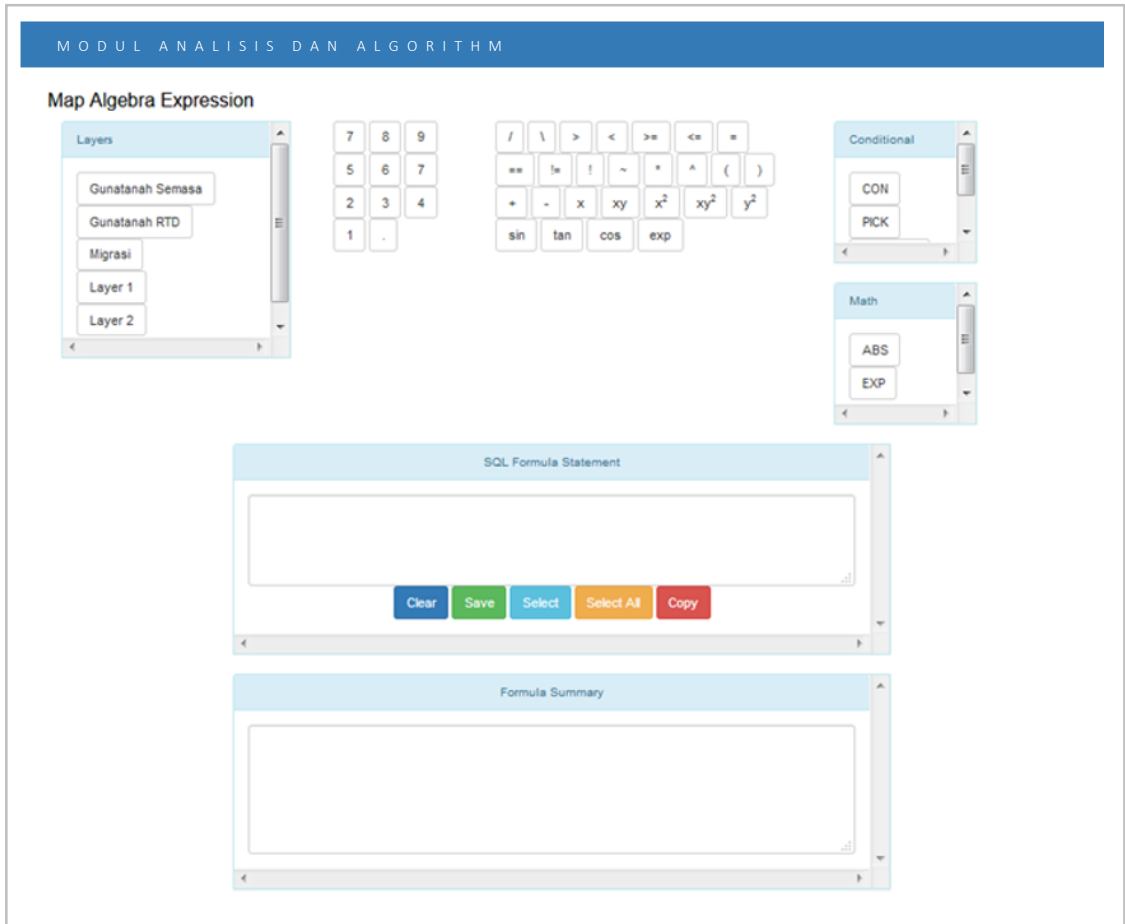 MODUL ANALISIS DAN ALGORITHM
Map Algebra Expression
Layers
Gunatanah Semasa
Gunatanah RTD
Migrasi
Layer 1
Layer 2
7 8 9
5 6 7
2 3 4
1 .
/ \ > < >= <= =
== != ! ~ * ^ ( )
+ - x xy x² xy² y²
sin tan cos exp
Conditional
CON
PICK
Math
ABS
EXP
SQL Formula Statement
Clear Save Select Select All Copy
Formula Summary